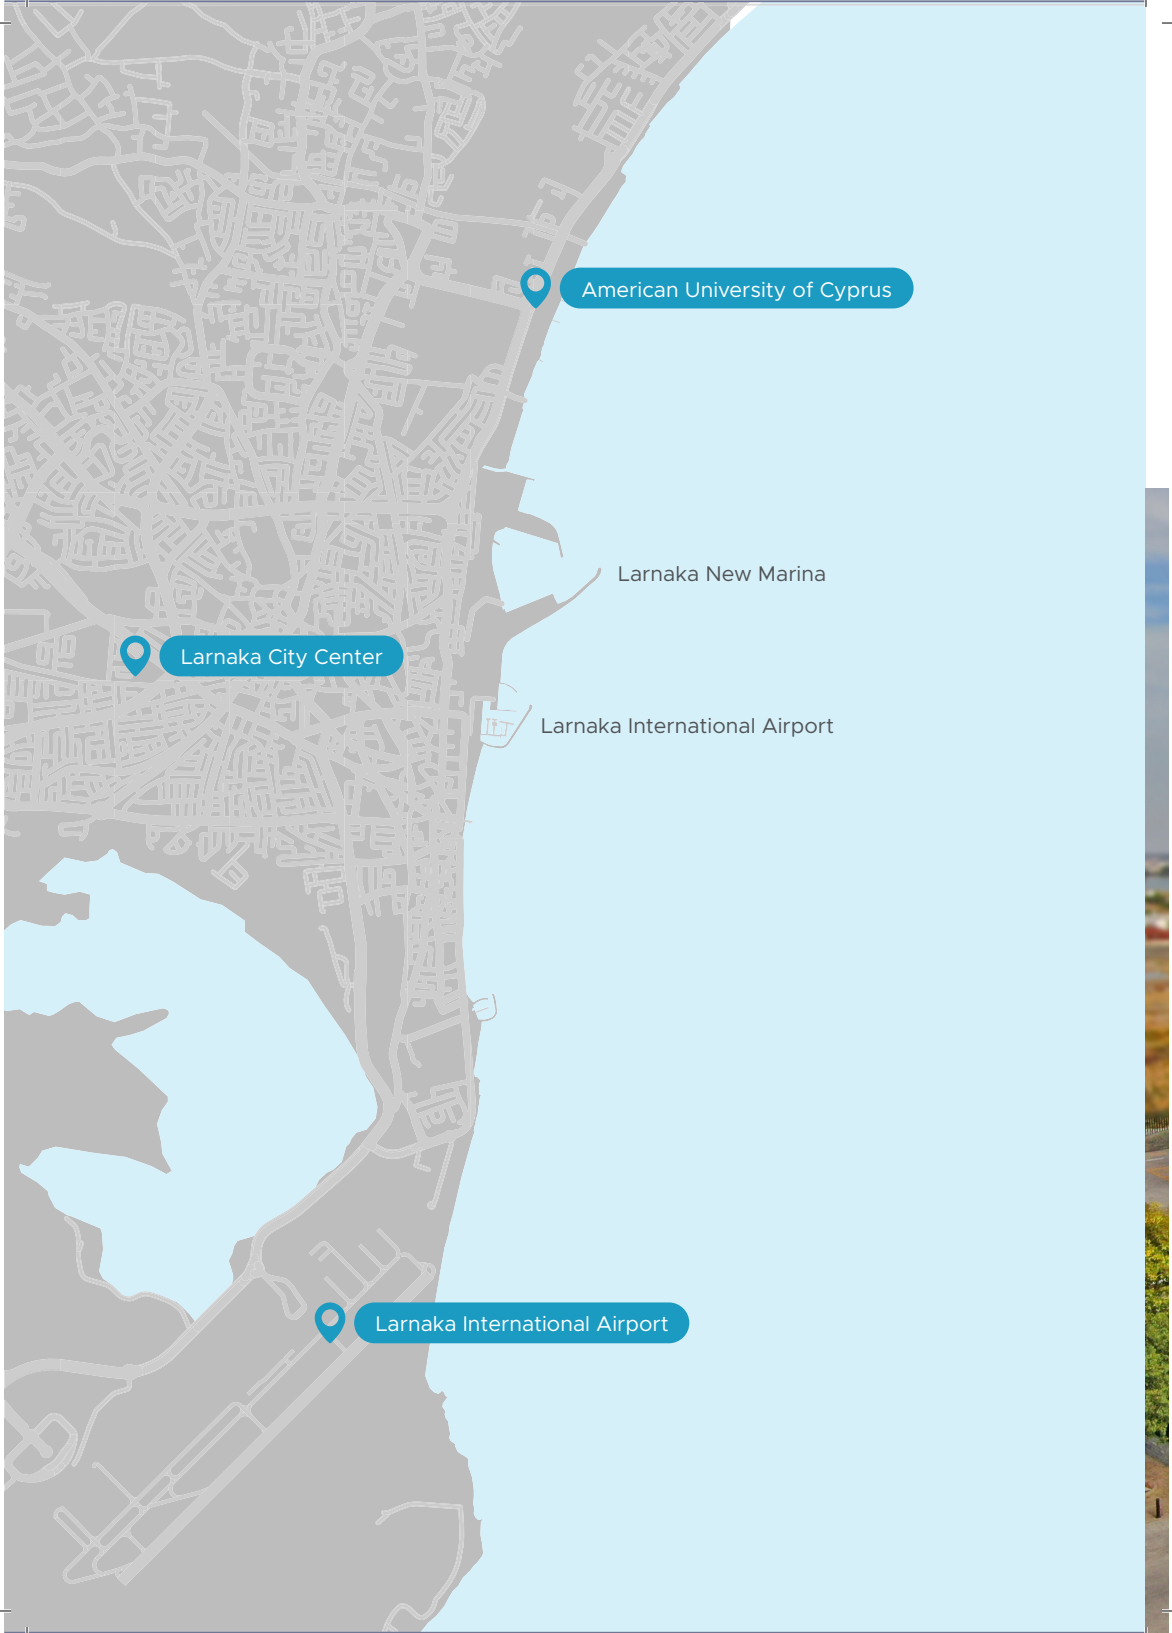 American University of Cyprus
Larnaka New Marina
Larnaka City Center
Larnaka International Airport
Larnaka International Airport